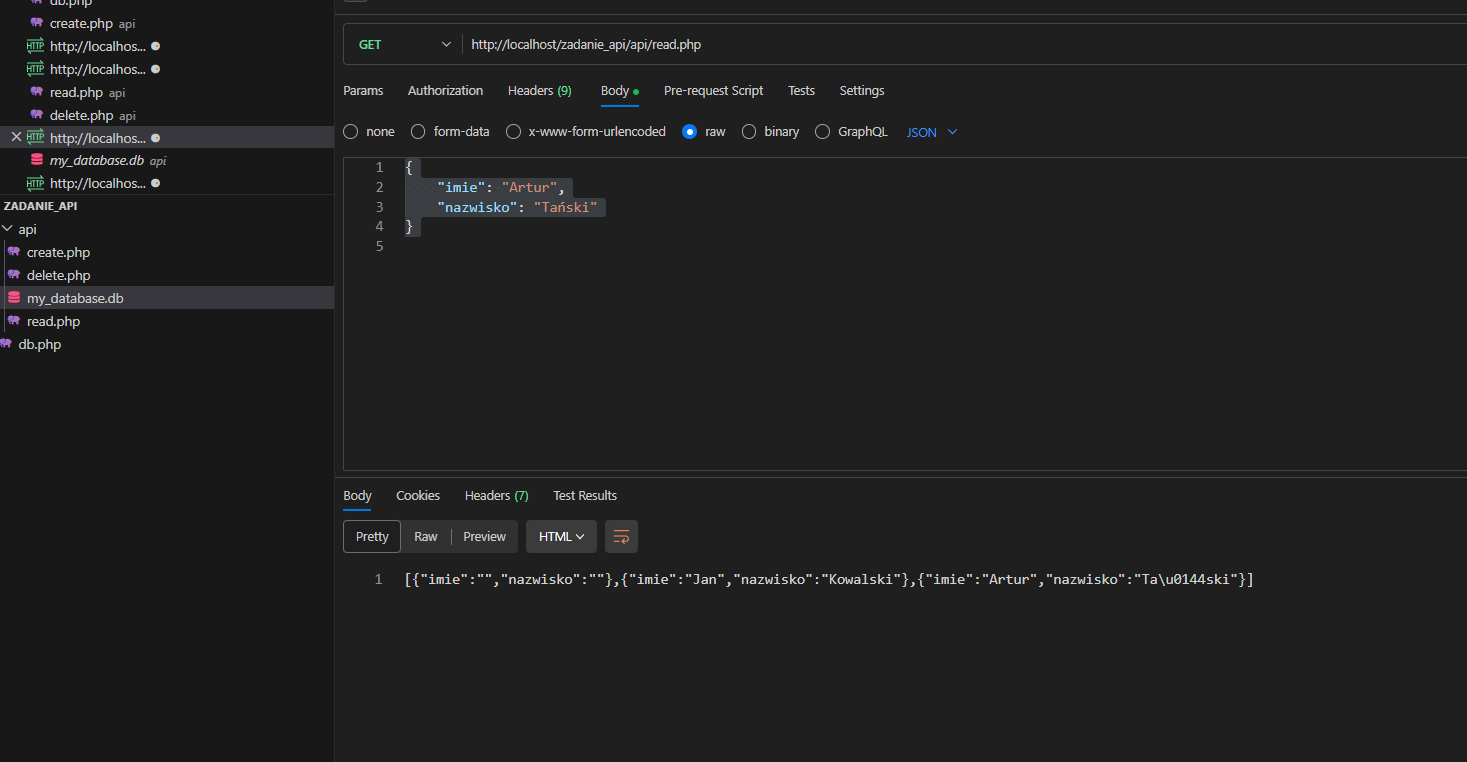 db.php
create.php api
http://localhos...
http://localhos...
read.php api
delete.php api
http://localhos...
my_database.db api
http://localhos...
ZADANIE_API
api
create.php
delete.php
my_database.db
read.php
db.php
GET http://localhost/zadanie_api/api/read.php
Params Authorization Headers (9) Body Pre-request Script Tests Settings
none form-data x-www-form-urlencoded raw binary GraphQL JSON
1 {
2 "imie": "Artur",
3 "nazwisko": "Tański"
4 }
5
Body Cookies Headers (7) Test Results
Pretty Raw Preview HTML
1 [{"imie":"","nazwisko":""},{"imie":"Jan","nazwisko":"Kowalski"},{"imie":"Artur","nazwisko":"Ta\u0144ski"}]